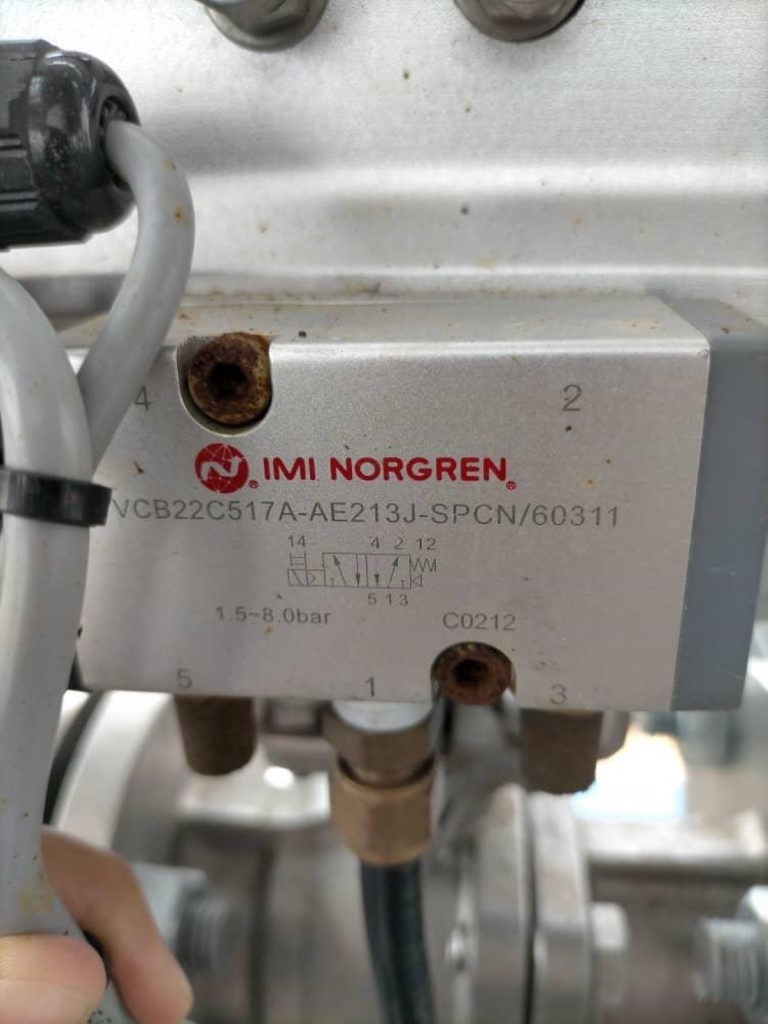 4 2
IMI NORGREN®
VCB22C517A-AE213J-SPCN/60311
14 4 2 12
5 1 3
1.5~8.0bar C0212
5 1 3